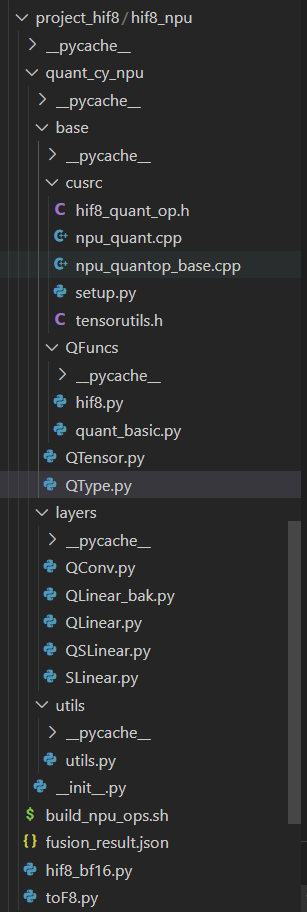 project_hif8 / hif8_npu
__pycache__
quant_cy_npu
__pycache__
base
__pycache__
cusrc
hif8_quant_op.h
npu_quant.cpp
npu_quantop_base.cpp
setup.py
tensorutils.h
QFuncs
__pycache__
hif8.py
quant_basic.py
QTensor.py
QType.py
layers
__pycache__
QConv.py
QLinear_bak.py
QLinear.py
QSLinear.py
SLinear.py
utils
__pycache__
utils.py
__init__.py
build_npu_ops.sh
fusion_result.json
hif8_bf16.py
toF8.py